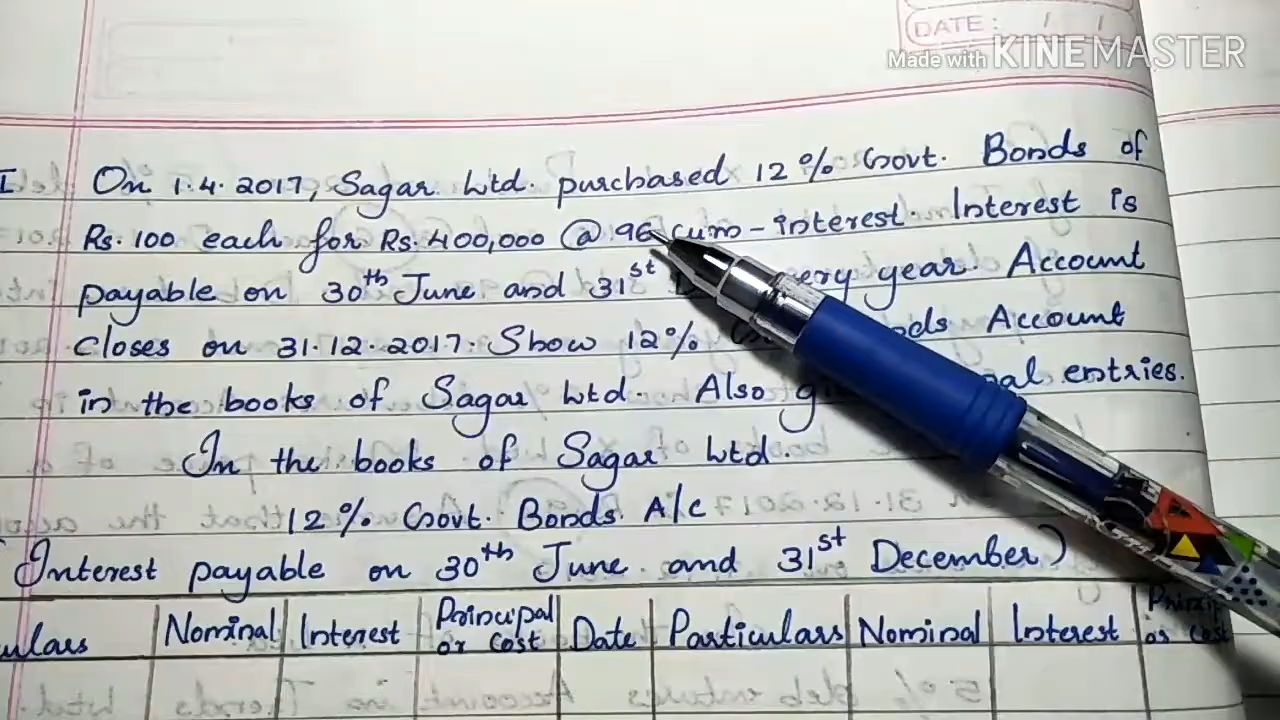 DATE: / /
Made with KINEMASTER
I On 1.4.2017, Sagar Ltd. purchased 12% Govt. Bonds of
Rs. 100 each for Rs. 400,000 @ 96 cum-interest. Interest is
payable on 30th June and 31st year. Account
closes on 31.12.2017. Show 12% Account
in the books of Sagar Ltd. Also entries.
In the books of Sagar Ltd.
12% Govt. Bonds A/c
(Interest payable on 30th June and 31st December)
Nominal Interest Principal or Cost Date Particulars Nominal Interest